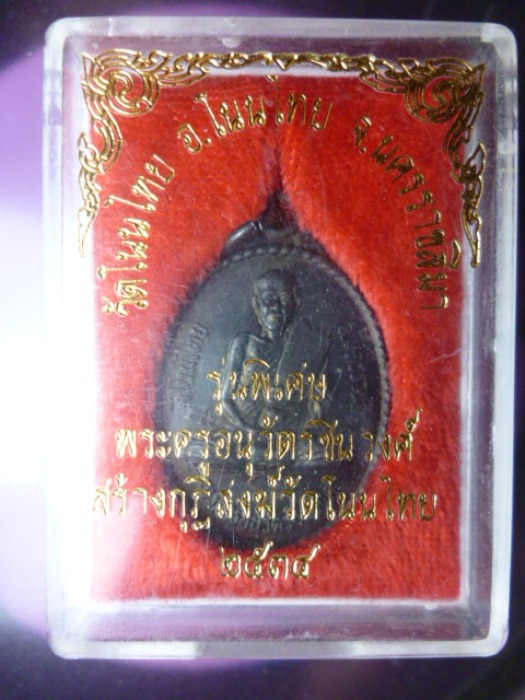 วัดโนนไทย อ.โนนไทย จ.นครราชสีมา
รุ่นพิเศษ
พระครูอนุวัตรชินวงศ์
สร้างกุฏิสงฆ์วัดโนนไทย
๒๕๓๔